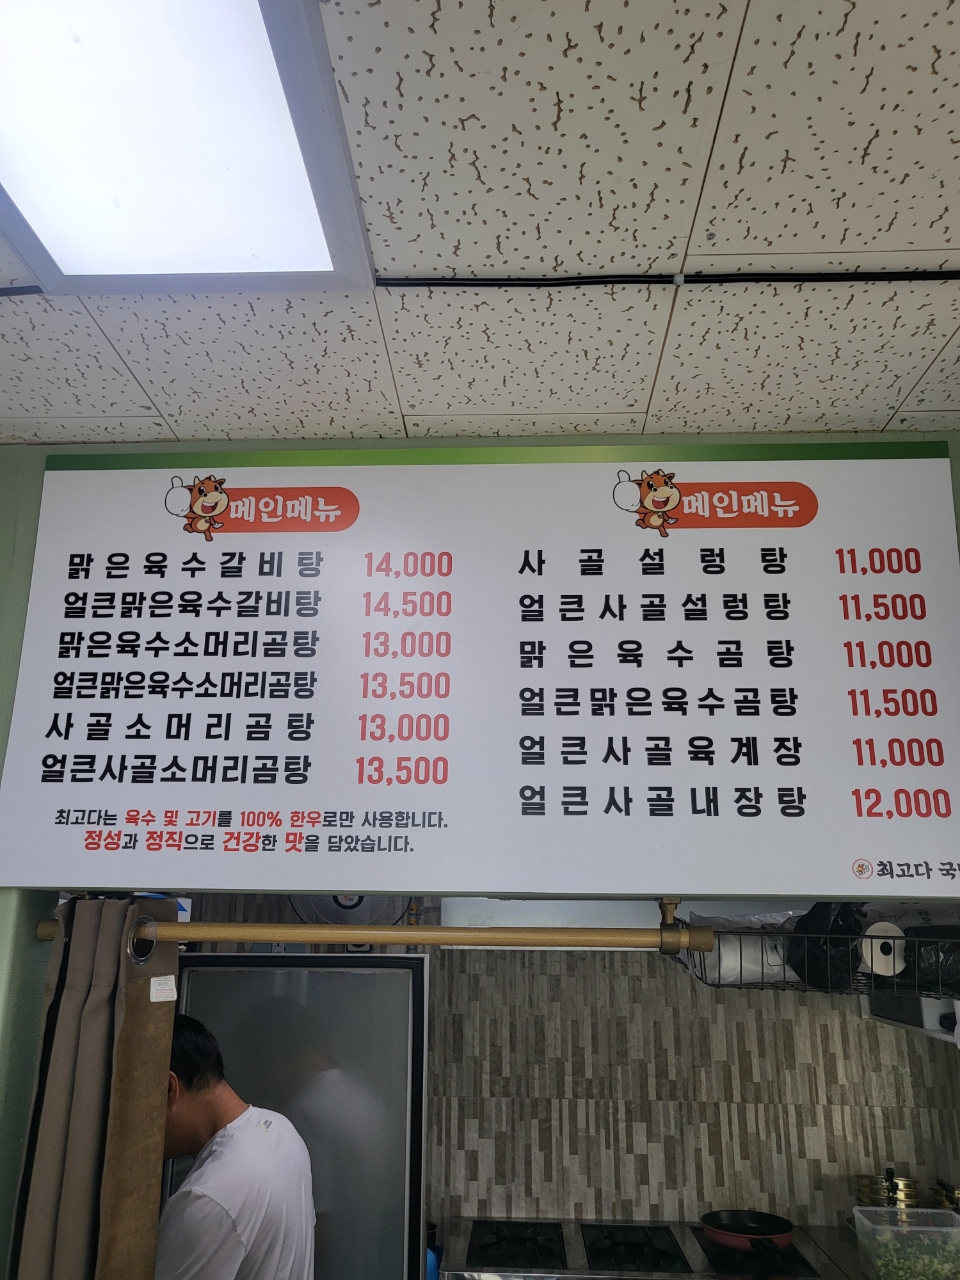 메인메뉴
맑은육수갈비탕 14,000
얼큰맑은육수갈비탕 14,500
맑은육수소머리곰탕 13,000
얼큰맑은육수소머리곰탕 13,500
사골소머리곰탕 13,000
얼큰사골소머리곰탕 13,500
최고다는 육수 및 고기를 100% 한우로만 사용합니다.
정성과 정직으로 건강한 맛을 담았습니다.
메인메뉴
사골설렁탕 11,000
얼큰사골설렁탕 11,500
맑은육수곰탕 11,000
얼큰맑은육수곰탕 11,500
얼큰사골육계장 11,000
얼큰사골내장탕 12,000
최고다